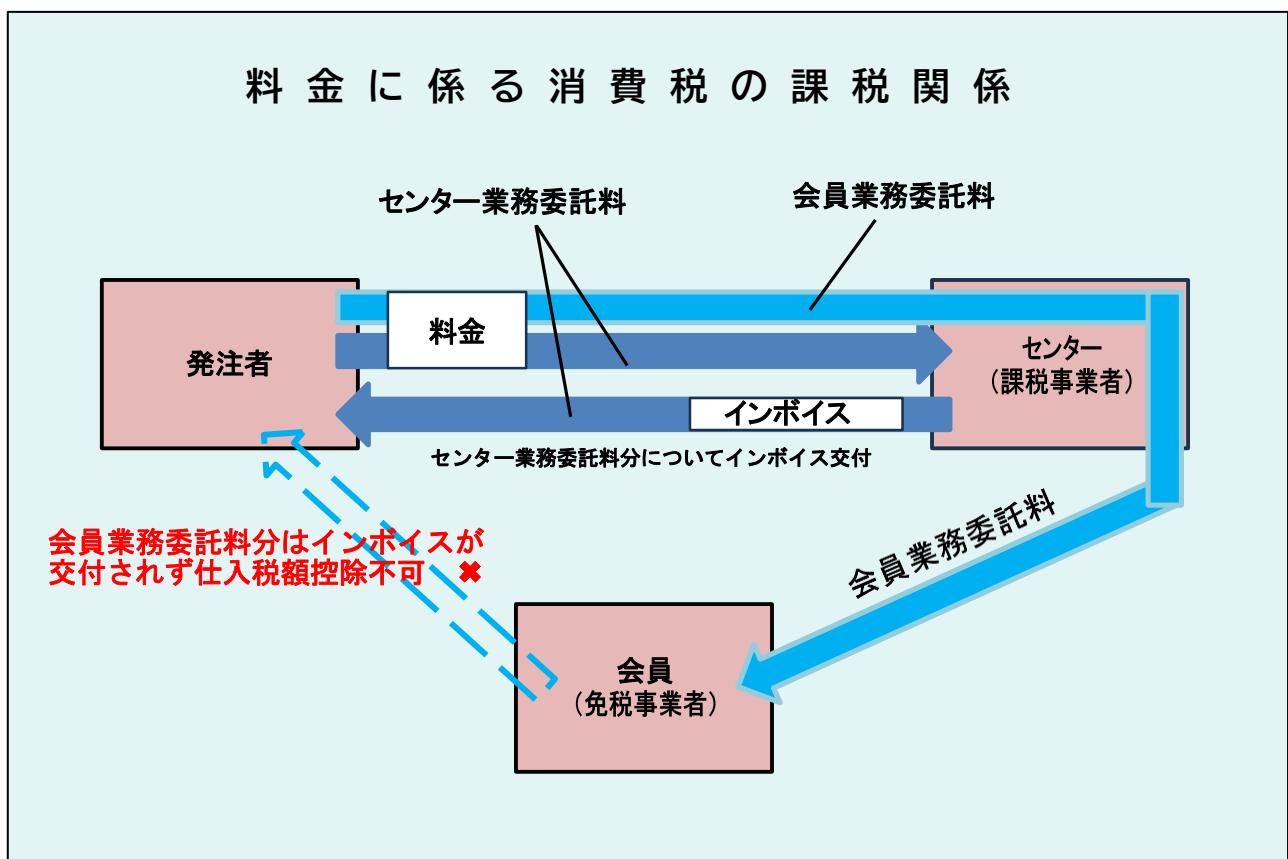 料金に係る消費税の課税関係
センター業務委託料
会員業務委託料
発注者
料金
センター
（課税事業者）
インボイス
センター業務委託料分についてインボイス交付
会員業務委託料分はインボイスが
交付されず仕入税額控除不可　✖
会員業務委託料
会員
（免税事業者）